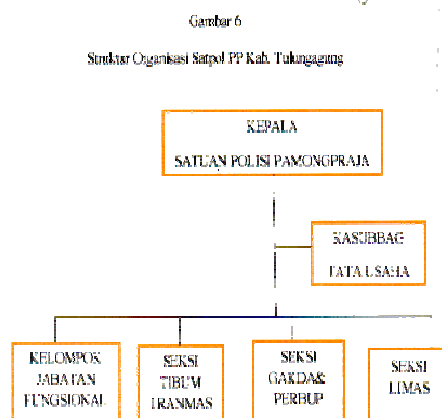 Gambar 6
Struktur Organisasi Satpol PP Kab. Tulungagung
KEPALA
SATUAN POLISI PAMONGPRAJA
KASUBBAG
TATA USAHA
KELOMPOK
JABATAN
FUNGSIONAL
SEKSI
TIBUM
TRANMAS
SEKSI
GAKDA&
PERBUP
SEKSI
LIMAS